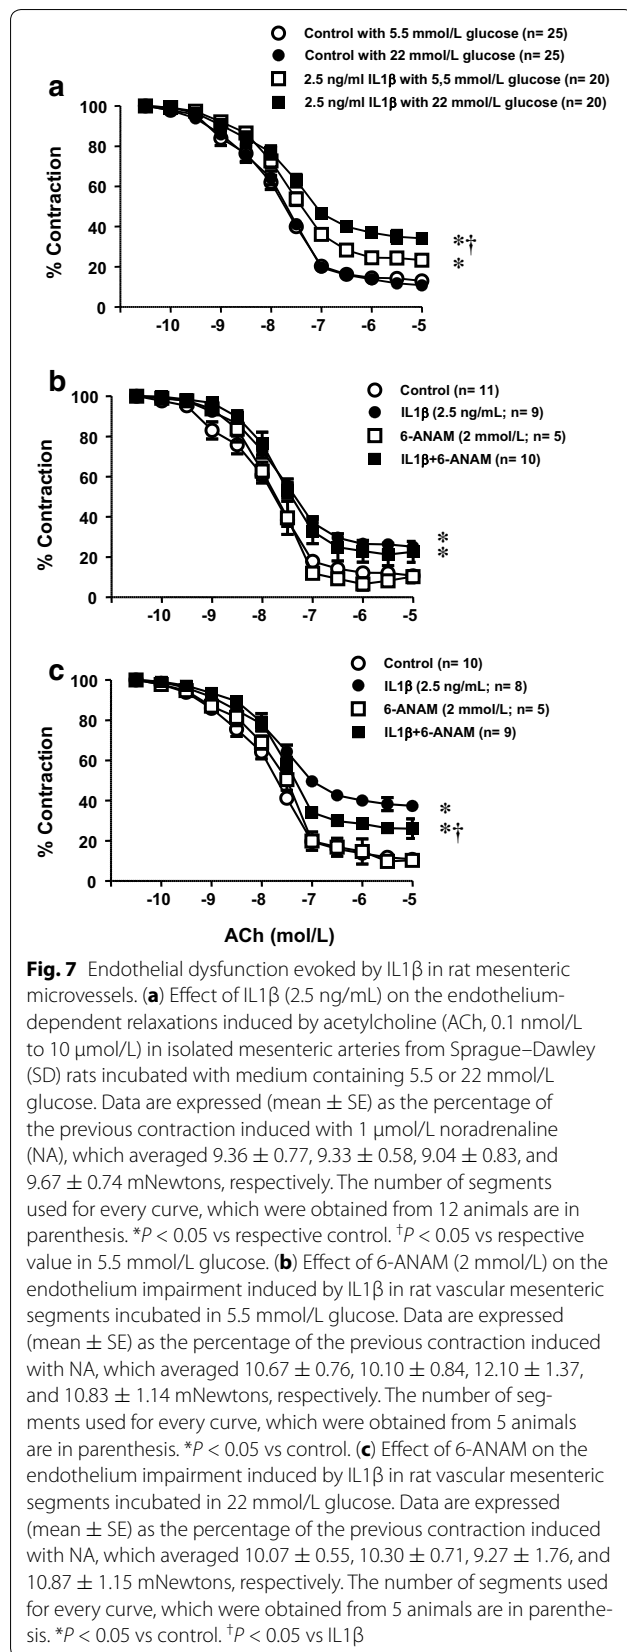 Control with 5.5 mmol/L glucose (n= 25)
Control with 22 mmol/L glucose (n= 25)
2.5 ng/ml IL1β with 5,5 mmol/L glucose (n= 20)
2.5 ng/ml IL1β with 22 mmol/L glucose (n= 20)
a
100
80
60
40
20
0
% Contraction
*†
*
-10 -9 -8 -7 -6 -5
b
Control (n= 11)
IL1β (2.5 ng/mL; n= 9)
6-ANAM (2 mmol/L; n= 5)
IL1β+6-ANAM (n= 10)
100
80
60
40
20
0
% Contraction
*
*
-10 -9 -8 -7 -6 -5
c
Control (n= 10)
IL1β (2.5 ng/mL; n= 8)
6-ANAM (2 mmol/L; n= 5)
IL1β+6-ANAM (n= 9)
100
80
60
40
20
0
% Contraction
*
*†
-10 -9 -8 -7 -6 -5
ACh (mol/L)
Fig. 7 Endothelial dysfunction evoked by IL1β in rat mesenteric
microvessels. (a) Effect of IL1β (2.5 ng/mL) on the endothelium-
dependent relaxations induced by acetylcholine (ACh, 0.1 nmol/L
to 10 μmol/L) in isolated mesenteric arteries from Sprague–Dawley
(SD) rats incubated with medium containing 5.5 or 22 mmol/L
glucose. Data are expressed (mean ± SE) as the percentage of
the previous contraction induced with 1 μmol/L noradrenaline
(NA), which averaged 9.36 ± 0.77, 9.33 ± 0.58, 9.04 ± 0.83, and
9.67 ± 0.74 mNewtons, respectively. The number of segments
used for every curve, which were obtained from 12 animals are in
parenthesis. *P < 0.05 vs respective control. †P < 0.05 vs respective
value in 5.5 mmol/L glucose. (b) Effect of 6-ANAM (2 mmol/L) on the
endothelium impairment induced by IL1β in rat vascular mesenteric
segments incubated in 5.5 mmol/L glucose. Data are expressed
(mean ± SE) as the percentage of the previous contraction induced
with NA, which averaged 10.67 ± 0.76, 10.10 ± 0.84, 12.10 ± 1.37,
and 10.83 ± 1.14 mNewtons, respectively. The number of seg-
ments used for every curve, which were obtained from 5 animals
are in parenthesis. *P < 0.05 vs control. (c) Effect of 6-ANAM on the
endothelium impairment induced by IL1β in rat vascular mesenteric
segments incubated in 22 mmol/L glucose. Data are expressed
(mean ± SE) as the percentage of the previous contraction induced
with NA, which averaged 10.07 ± 0.55, 10.30 ± 0.71, 9.27 ± 1.76, and
10.87 ± 1.15 mNewtons, respectively. The number of segments used
for every curve, which were obtained from 5 animals are in parenthe-
sis. *P < 0.05 vs control. †P < 0.05 vs IL1β